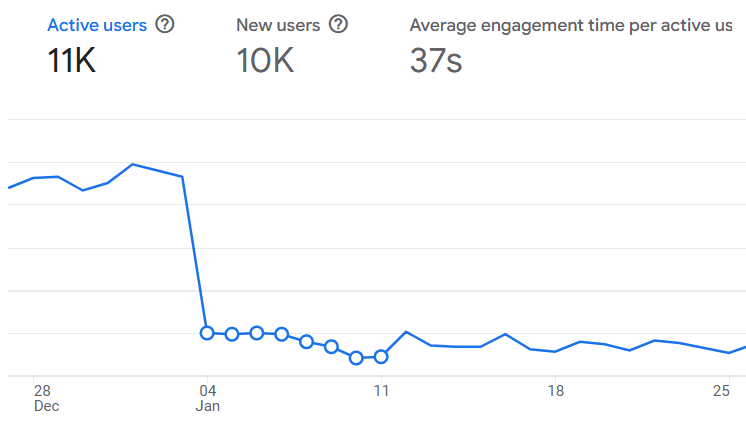 Active users ?
New users ?
Average engagement time per active us
11K
10K
37s
28
Dec
04
Jan
11
18
25